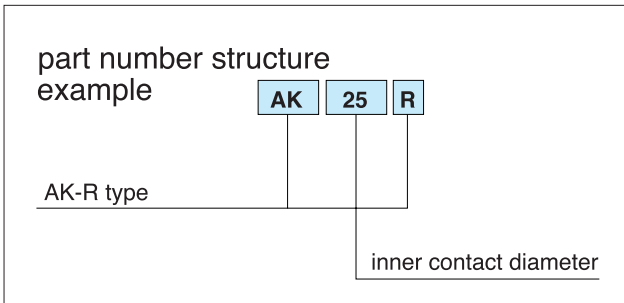 part number structure
example
AK 25 R
AK-R type
inner contact diameter